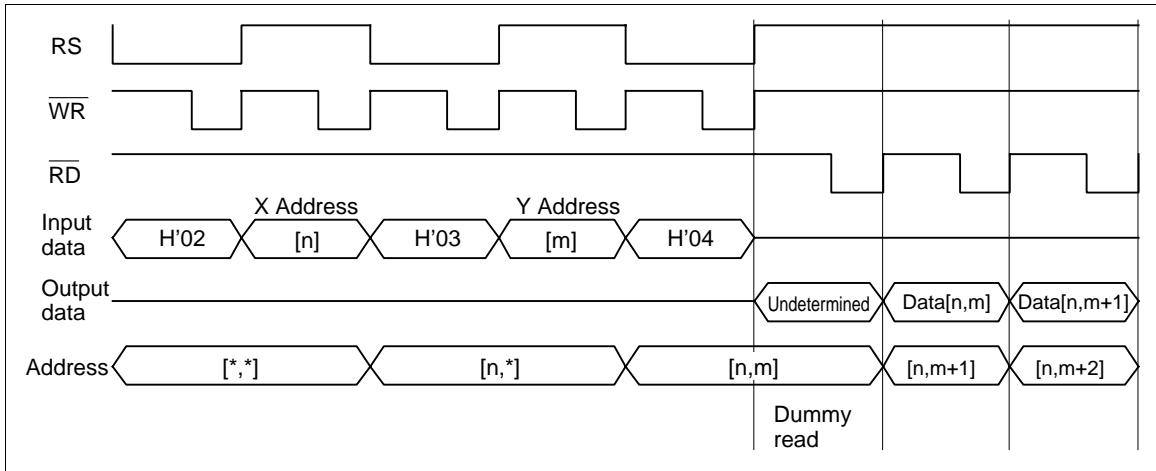 RS
WR
RD
X Address Y Address
Input data H'02 [n] H'03 [m] H'04
Output data Undetermined Data[n,m] Data[n,m+1]
Address [*,*] [n,*] [n,m] [n,m+1] [n,m+2]
Dummy
read